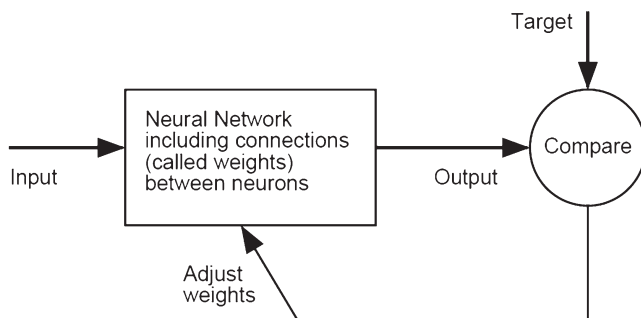 Target
Neural Network
including connections
(called weights)
between neurons
Compare
Input
Output
Adjust
weights